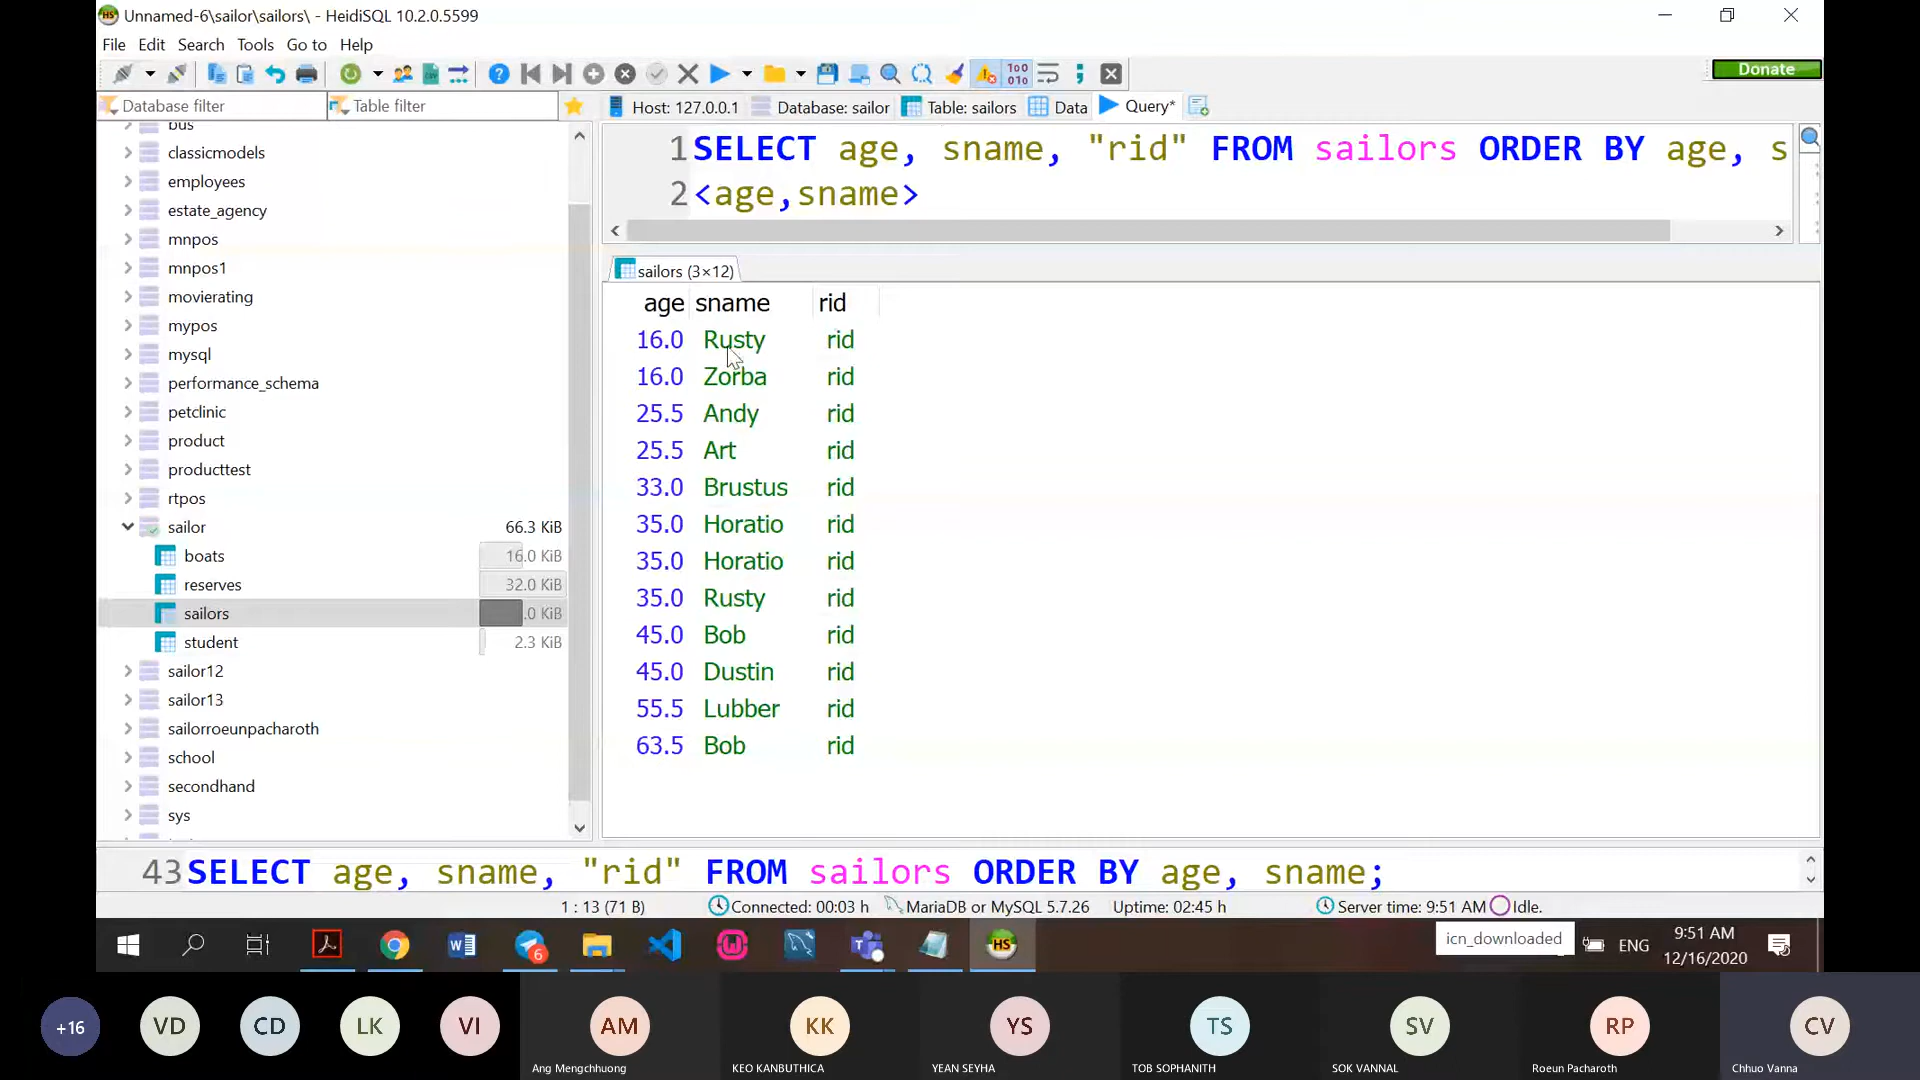 Unnamed-6\sailor\sailors\ - HeidiSQL 10.2.0.5599
File Edit Search Tools Go to Help
Donate
Database filter
Table filter
Host: 127.0.0.1
Database: sailor
Table: sailors
Data
Query*
bus
classicmodels
employees
estate_agency
mnpos
mnpos1
movierating
mypos
mysql
performance_schema
petclinic
product
producttest
rtpos
sailor 66.3 KiB
boats 16.0 KiB
reserves 32.0 KiB
sailors .0 KiB
student 2.3 KiB
sailor12
sailor13
sailorroeunpacharoth
school
secondhand
sys
1 SELECT age, sname, "rid" FROM sailors ORDER BY age, s
2 <age,sname>
sailors (3×12)
age sname rid
16.0 Rusty rid
16.0 Zorba rid
25.5 Andy rid
25.5 Art rid
33.0 Brustus rid
35.0 Horatio rid
35.0 Horatio rid
35.0 Rusty rid
45.0 Bob rid
45.0 Dustin rid
55.5 Lubber rid
63.5 Bob rid
43 SELECT age, sname, "rid" FROM sailors ORDER BY age, sname;
1 : 13 (71 B) Connected: 00:03 h MariaDB or MySQL 5.7.26 Uptime: 02:45 h Server time: 9:51 AM Idle.
icn_downloaded
6
ENG
9:51 AM
12/16/2020
+16 VD CD LK VI AM KK YS TS SV RP CV
Ang Mengchhuong KEO KANBUTHICA YEAN SEYHA TOB SOPHANITH SOK VANNAL Roeun Pacharoth Chhuo Vanna